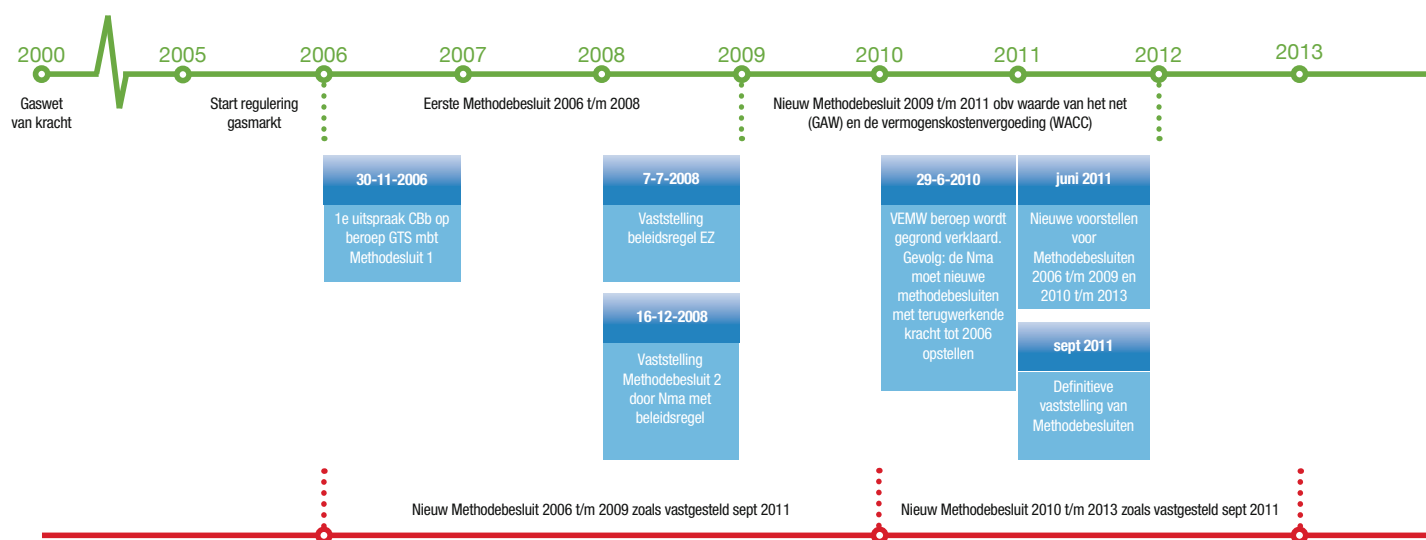 2000
2005
2006
2007
2008
2009
2010
2011
2012
2013
Gaswet
van kracht
Start regulering
gasmarkt
Eerste Methodebesluit 2006 t/m 2008
Nieuw Methodebesluit 2009 t/m 2011 obv waarde van het net
(GAW) en de vermogenskostenvergoeding (WACC)
30-11-2006
1e uitspraak CBb op
beroep GTS mbt
Methodesluit 1
7-7-2008
Vaststelling
beleidsregel EZ
16-12-2008
Vaststelling
Methodebesluit 2
door Nma met
beleidsregel
29-6-2010
VEMW beroep wordt
gegrond verklaard.
Gevolg: de Nma
moet nieuwe
methodebesluiten
met terugwerkende
kracht tot 2006
opstellen
juni 2011
Nieuwe voorstellen
voor
Methodebesluiten
2006 t/m 2009 en
2010 t/m 2013
sept 2011
Definitieve
vaststelling van
Methodebesluiten
Nieuw Methodebesluit 2006 t/m 2009 zoals vastgesteld sept 2011
Nieuw Methodebesluit 2010 t/m 2013 zoals vastgesteld sept 2011